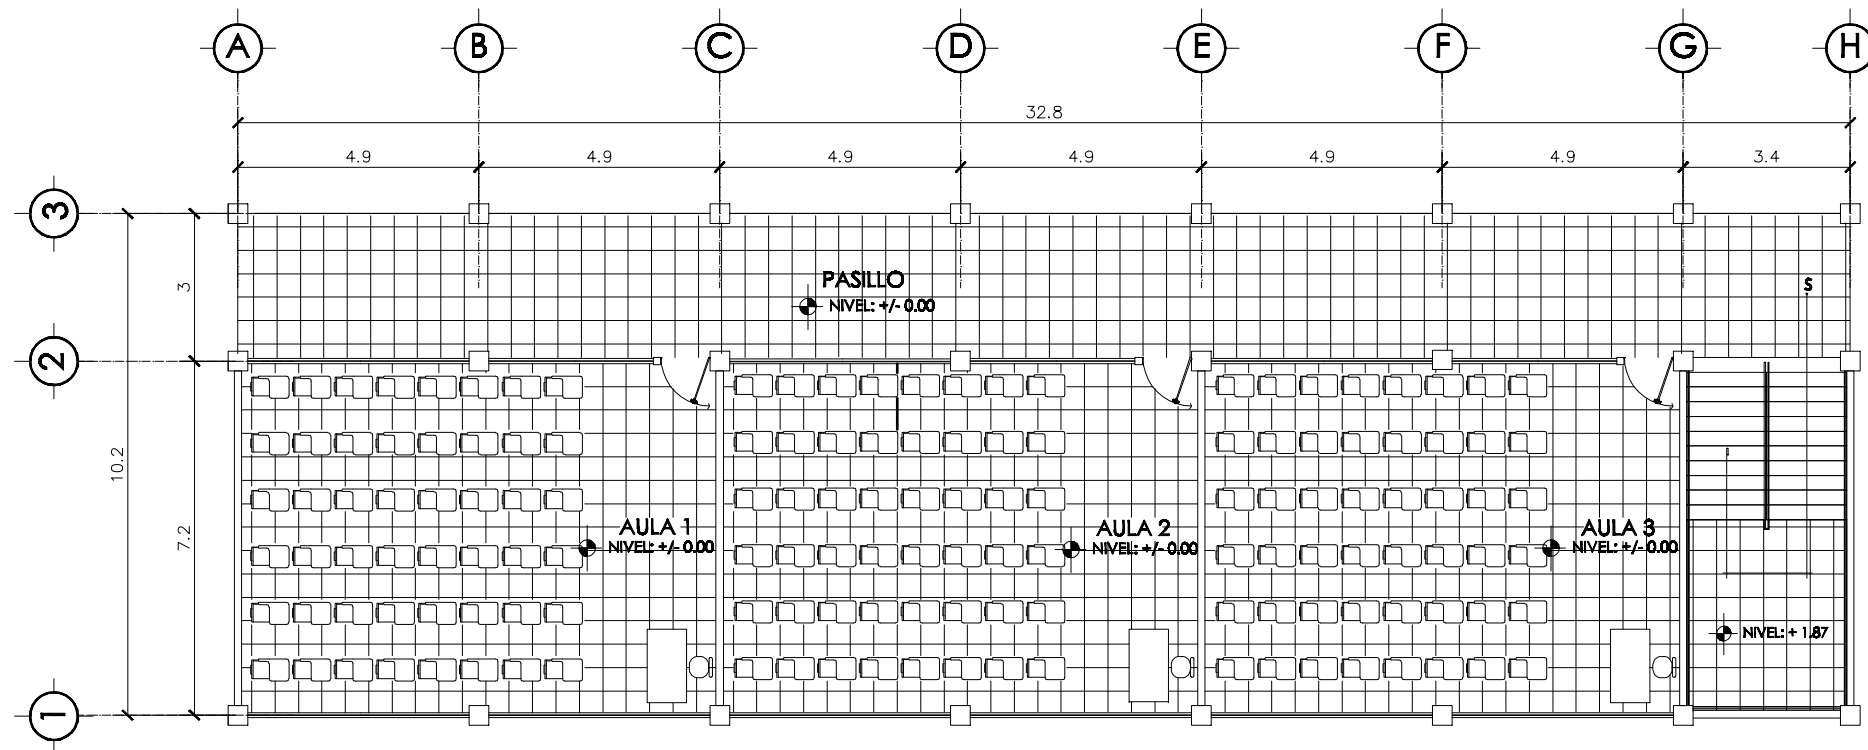 A B C D E F G H
32.8
4.9 4.9 4.9 4.9 4.9 4.9 3.4
3
3
PASILLO
NIVEL: +/- 0.00
S
2
10.2
7.2
AULA 1
NIVEL: +/- 0.00
AULA 2
NIVEL: +/- 0.00
AULA 3
NIVEL: +/- 0.00
NIVEL: + 1.87
1